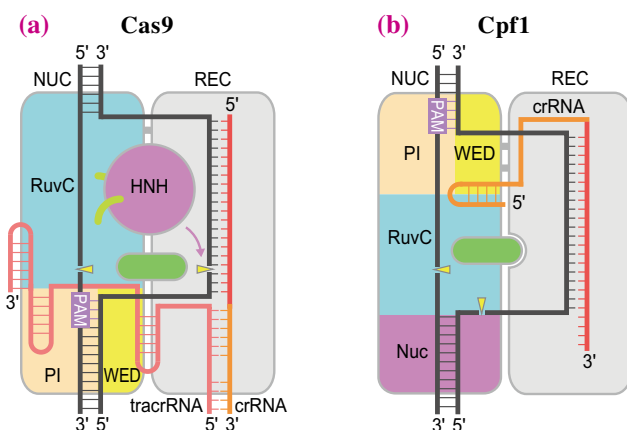 (a) Cas9
5' 3'
NUC REC
5'
PAM
HNH
RuvC
3'
PAM
PI WED
tracrRNA crRNA
3' 5' 5' 3'
(b) Cpf1
5' 3'
NUC REC
crRNA
PAM
PI WED
5'
RuvC
Nuc
3'
3' 5'